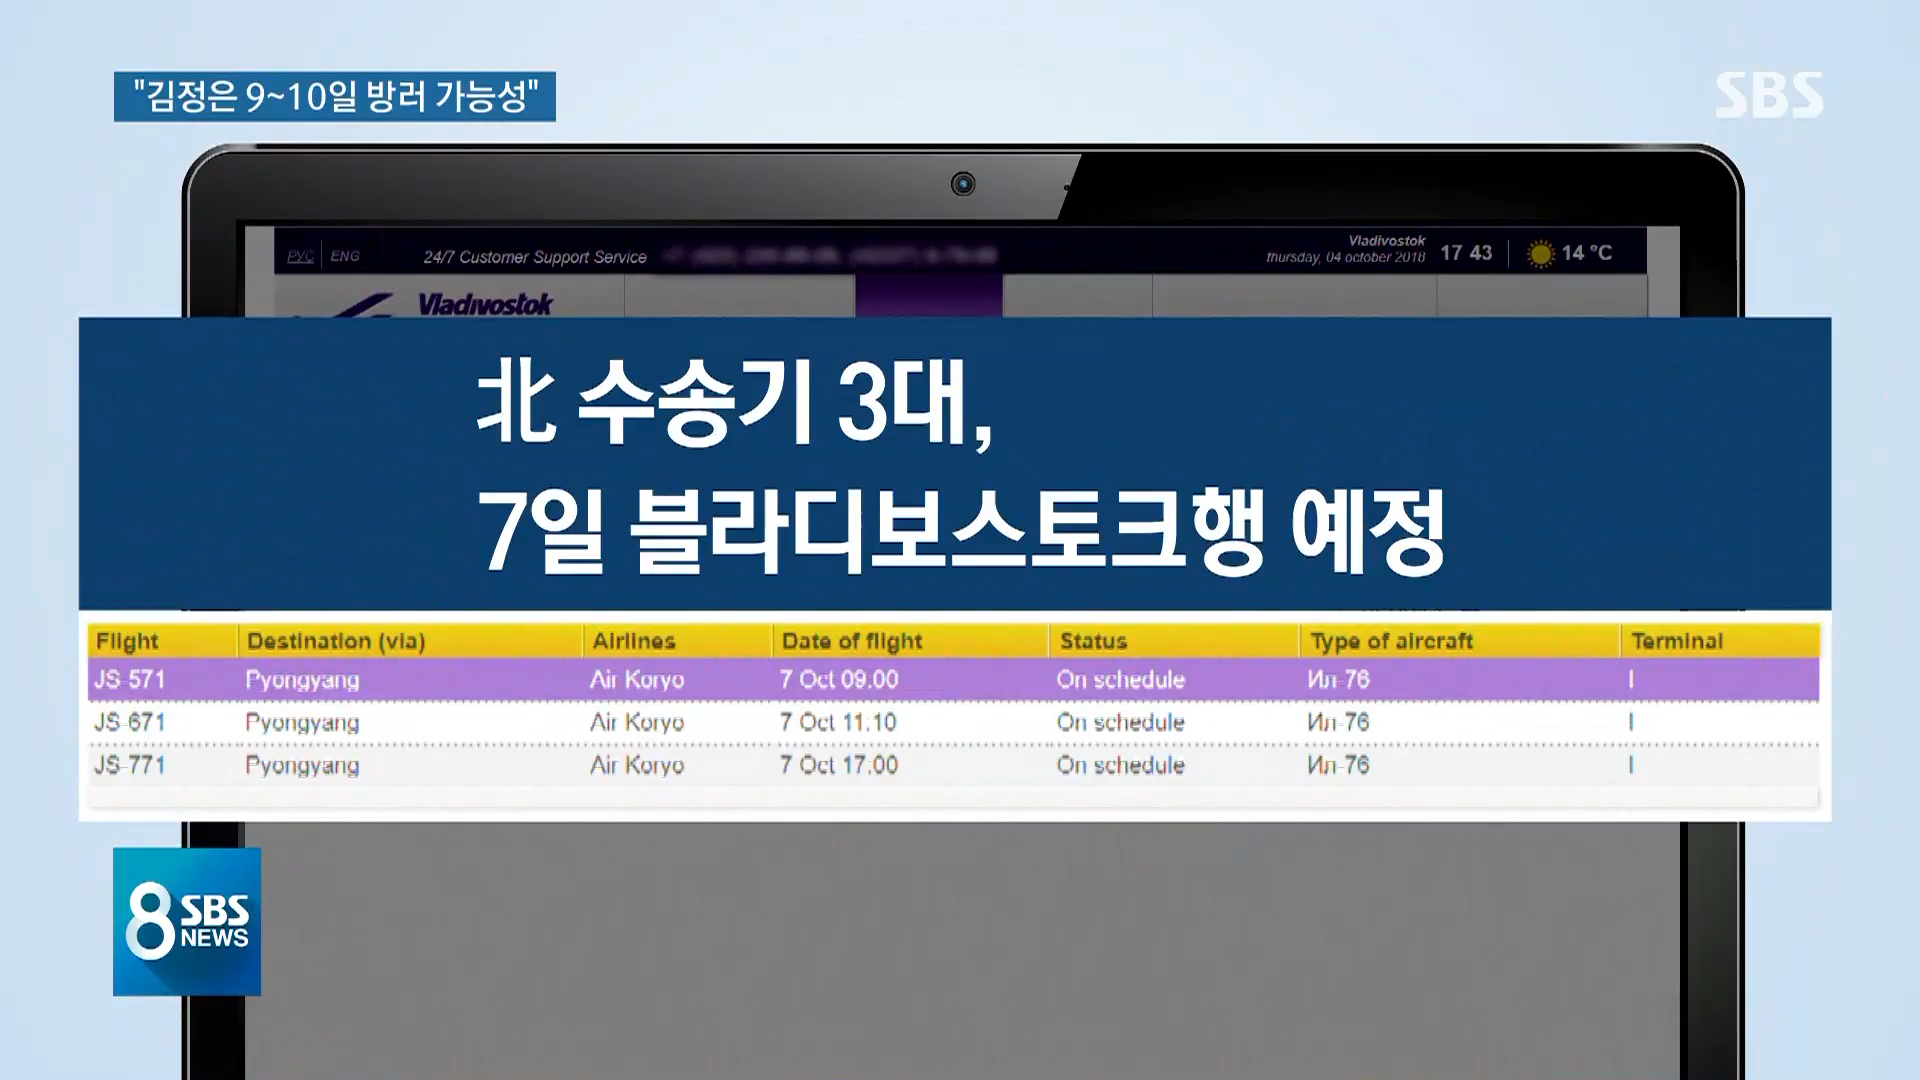 "김정은 9~10일 방러 가능성"
SBS
РУС ENG 24/7 Customer Support Service
Vladivostok
thursday, 04 october 2018 17 43 14 °C
Vladivostok
北 수송기 3대,
7일 블라디보스토크행 예정
Flight Destination (via) Airlines Date of flight Status Type of aircraft Terminal
JS-571 Pyongyang Air Koryo 7 Oct 09.00 On schedule Ил-76 I
JS-671 Pyongyang Air Koryo 7 Oct 11.10 On schedule Ил-76 I
JS-771 Pyongyang Air Koryo 7 Oct 17.00 On schedule Ил-76 I
8 SBS
NEWS